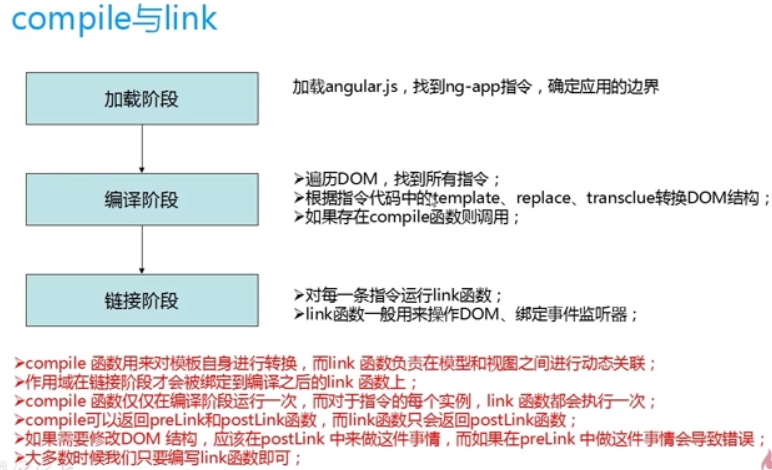 compile与link
加载阶段
加载angular.js，找到ng-app指令，确定应用的边界
编译阶段
➢遍历DOM，找到所有指令；
➢根据指令代码中的template、replace、transclue转换DOM结构；
➢如果存在compile函数则调用；
链接阶段
➢对每一条指令运行link函数；
➢link函数一般用来操作DOM、绑定事件监听器；
➢compile 函数用来对模板自身进行转换，而link 函数负责在模型和视图之间进行动态关联；
➢作用域在链接阶段才会被绑定到编译之后的link 函数上；
➢compile 函数仅仅在编译阶段运行一次，而对于指令的每个实例，link 函数都会执行一次；
➢compile可以返回preLink和postLink函数，而link函数只会返回postLink函数；
➢如果需要修改DOM 结构，应该在postLink 中来做这件事情，而如果在preLink 中做这件事情会导致错误；
➢大多数时候我们只要编写link函数即可；